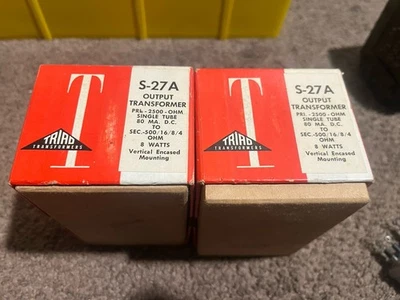 T
TRIAD
TRANSFORMERS
S-27A
OUTPUT
TRANSFORMER
PRI.-2500-OHM
SINGLE TUBE
80 MA. D.C.
TO
SEC.-500/16/8/4
OHM
8 WATTS
Vertical Encased
Mounting
T
TRIAD
TRANSFORMERS
S-27A
OUTPUT
TRANSFORMER
PRI.-2500-OHM
SINGLE TUBE
80 MA. D.C.
TO
SEC.-500/16/8/4
OHM
8 WATTS
Vertical Encased
Mounting